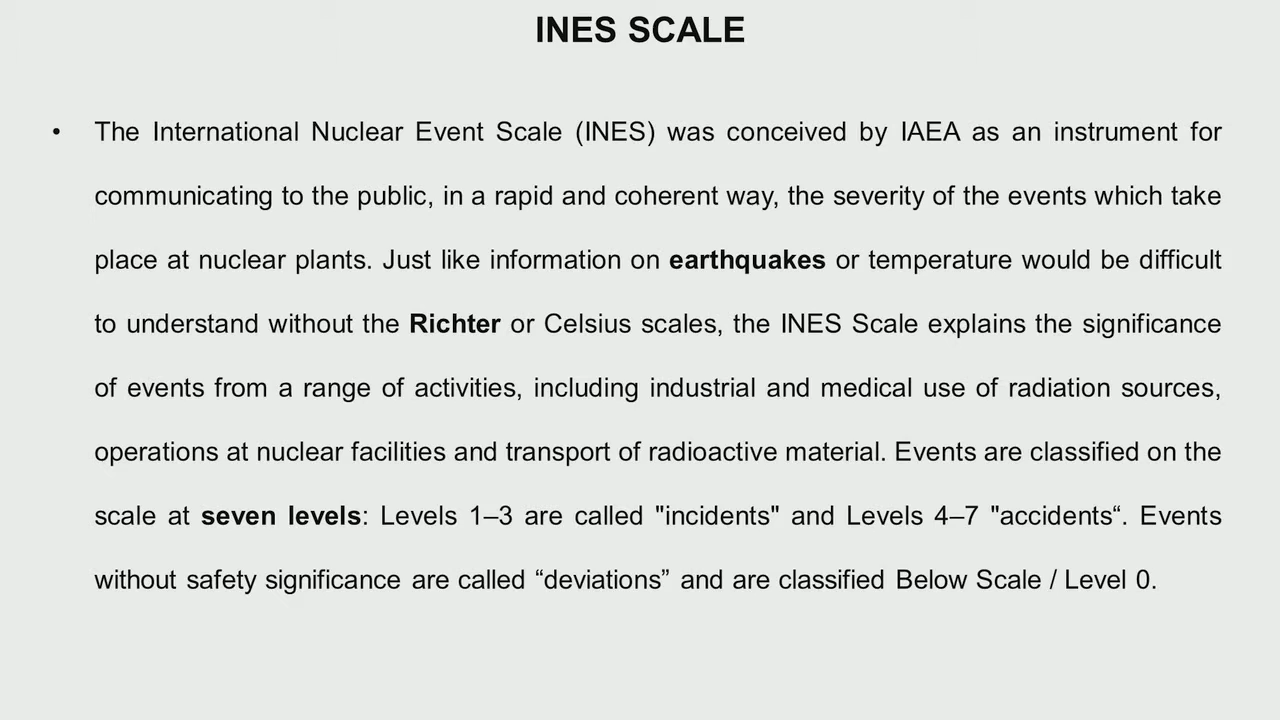 INES SCALE
• The International Nuclear Event Scale (INES) was conceived by IAEA as an instrument for
communicating to the public, in a rapid and coherent way, the severity of the events which take
place at nuclear plants. Just like information on earthquakes or temperature would be difficult
to understand without the Richter or Celsius scales, the INES Scale explains the significance
of events from a range of activities, including industrial and medical use of radiation sources,
operations at nuclear facilities and transport of radioactive material. Events are classified on the
scale at seven levels: Levels 1–3 are called "incidents" and Levels 4–7 "accidents“. Events
without safety significance are called “deviations” and are classified Below Scale / Level 0.